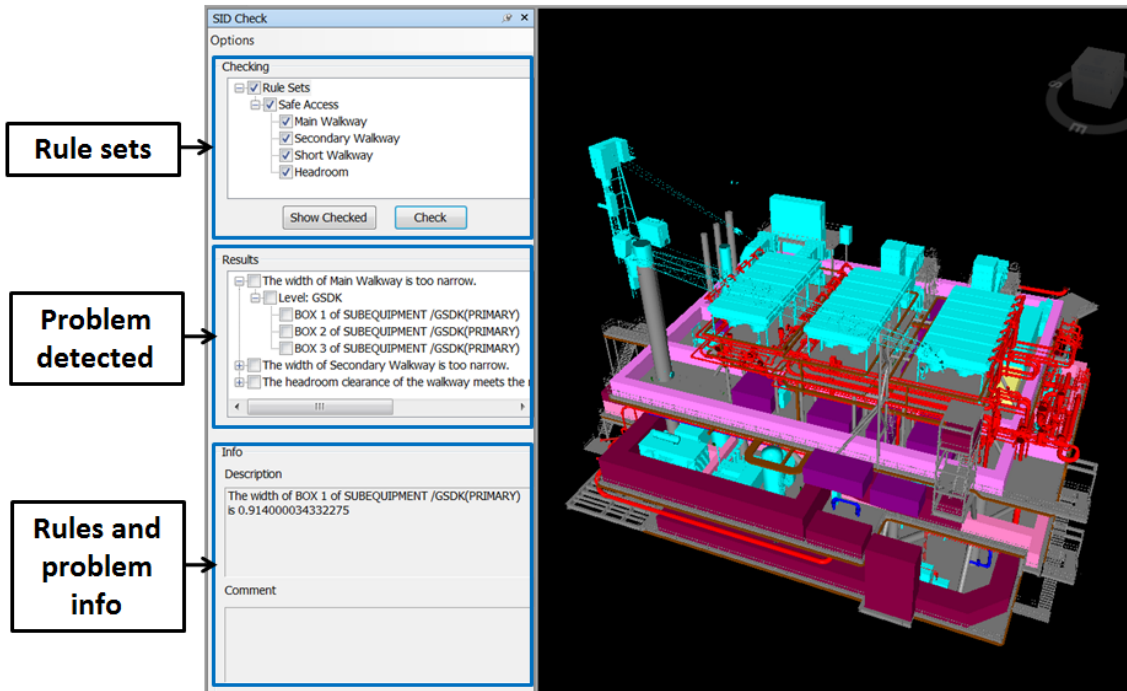 SID Check
Options
Checking
Rule Sets
Safe Access
Main Walkway
Secondary Walkway
Short Walkway
Headroom
Show Checked
Check
Results
The width of Main Walkway is too narrow.
Level: GSDK
BOX 1 of SUBEQUIPMENT /GSDK(PRIMARY)
BOX 2 of SUBEQUIPMENT /GSDK(PRIMARY)
BOX 3 of SUBEQUIPMENT /GSDK(PRIMARY)
The width of Secondary Walkway is too narrow.
The headroom clearance of the walkway meets the
Info
Description
The width of BOX 1 of SUBEQUIPMENT /GSDK(PRIMARY)
is 0.914000034332275
Comment
Rule sets
Problem
detected
Rules and
problem
info
S
E